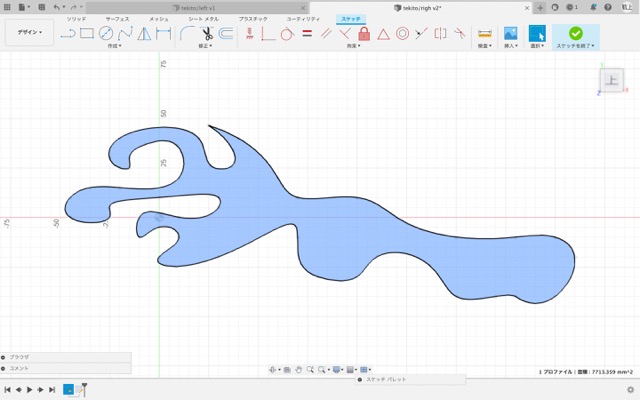 tekito/left v1
tekito/righ v2*
1
机上
ソリッド サーフェス メッシュ シート メタル プラスチック ユーティリティ スケッチ
デザイン
作成 修正 拘束 検査 挿入 選択 スケッチを終了
75
50
25
-75
-50
上
Z
ブラウザ
コメント
1 プロファイル | 面積 : 7713.359 mm^2
スケッチ パレット